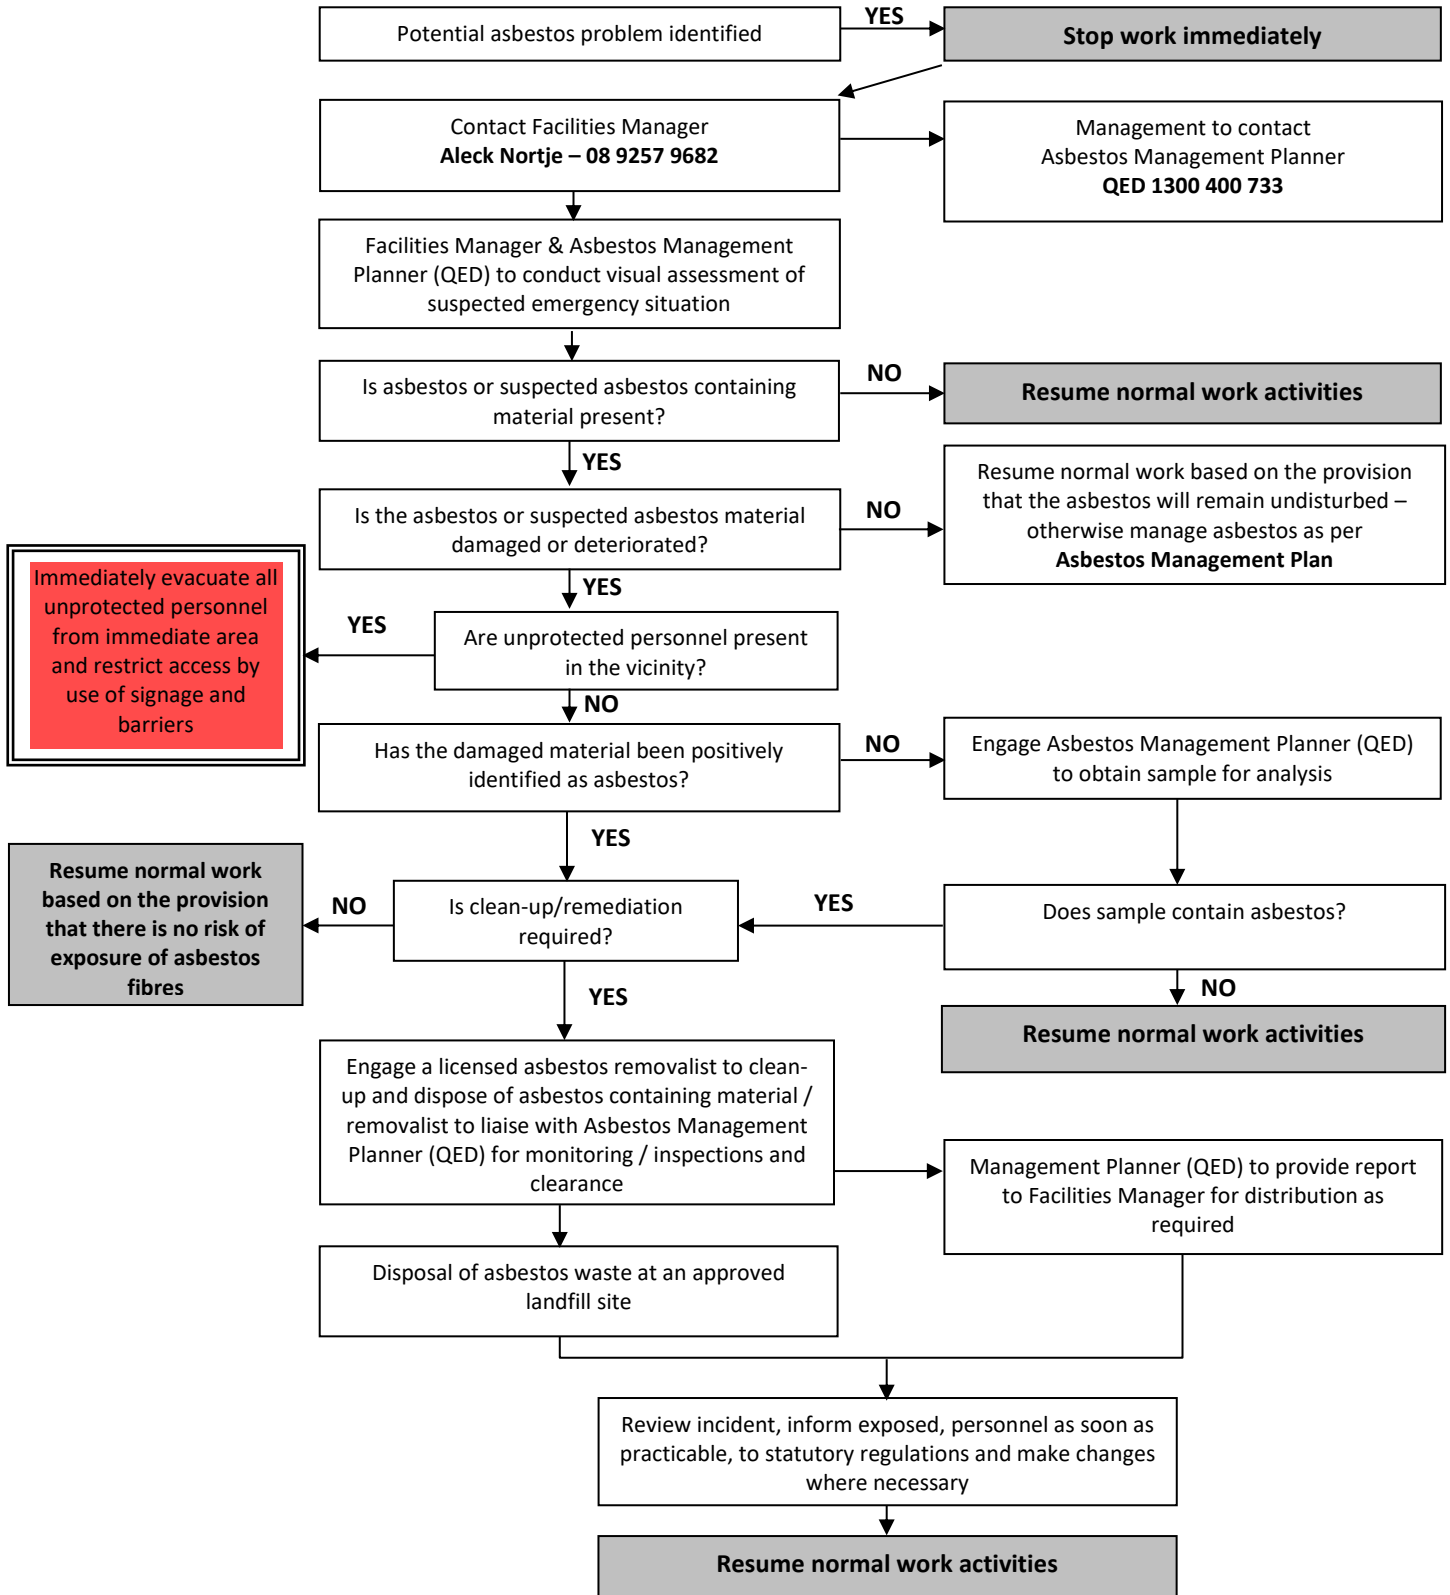 Potential asbestos problem identified
YES
Stop work immediately
Contact Facilities Manager
Aleck Nortje – 08 9257 9682
Management to contact
Asbestos Management Planner
QED 1300 400 733
Facilities Manager & Asbestos Management
Planner (QED) to conduct visual assessment of
suspected emergency situation
Is asbestos or suspected asbestos containing
material present?
NO
Resume normal work activities
YES
Is the asbestos or suspected asbestos material
damaged or deteriorated?
NO
Resume normal work based on the provision
that the asbestos will remain undisturbed –
otherwise manage asbestos as per
Asbestos Management Plan
YES
Are unprotected personnel present
in the vicinity?
YES
Immediately evacuate all
unprotected personnel
from immediate area
and restrict access by
use of signage and
barriers
NO
Has the damaged material been positively
identified as asbestos?
NO
Engage Asbestos Management Planner (QED)
to obtain sample for analysis
YES
Is clean-up/remediation
required?
NO
Resume normal work
based on the provision
that there is no risk of
exposure of asbestos
fibres
YES
Does sample contain asbestos?
NO
Resume normal work activities
YES
Engage a licensed asbestos removalist to clean-
up and dispose of asbestos containing material /
removalist to liaise with Asbestos Management
Planner (QED) for monitoring / inspections and
clearance
Management Planner (QED) to provide report
to Facilities Manager for distribution as
required
Disposal of asbestos waste at an approved
landfill site
Review incident, inform exposed, personnel as soon as
practicable, to statutory regulations and make changes
where necessary
Resume normal work activities